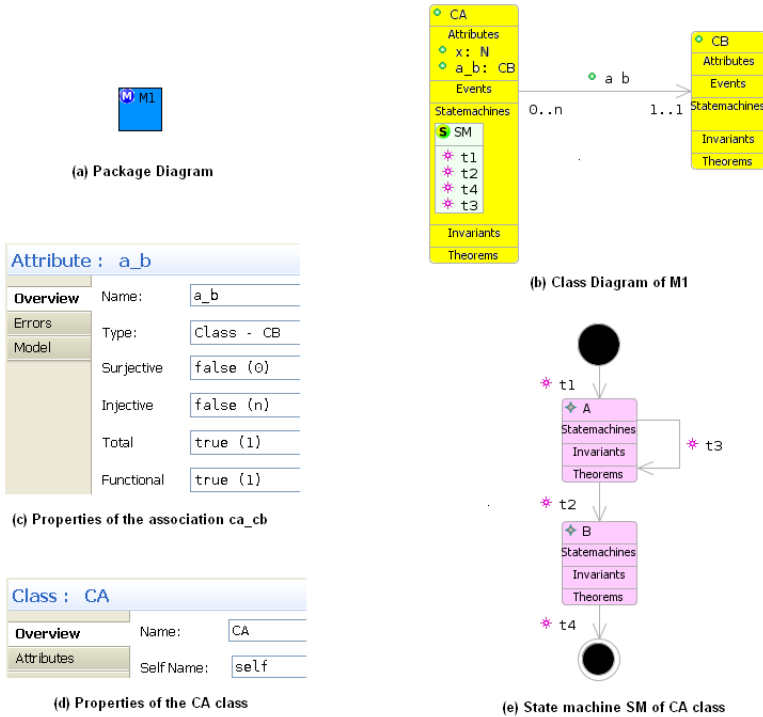 M M1
(a) Package Diagram
CA
Attributes
x: N
a_b: CB
Events
Statemachines
S SM
t1
t2
t4
t3
Invariants
Theorems
a b
0..n
1..1
CB
Attributes
Events
Statemachines
Invariants
Theorems
(b) Class Diagram of M1
Attribute : a_b
Overview
Errors
Model
Name: a_b
Type: Class - CB
Surjective false (0)
Injective false (n)
Total true (1)
Functional true (1)
(c) Properties of the association ca_cb
Class : CA
Overview
Attributes
Name: CA
Self Name: self
(d) Properties of the CA class
t1
A
Statemachines
Invariants
Theorems
t3
t2
B
Statemachines
Invariants
Theorems
t4
(e) State machine SM of CA class